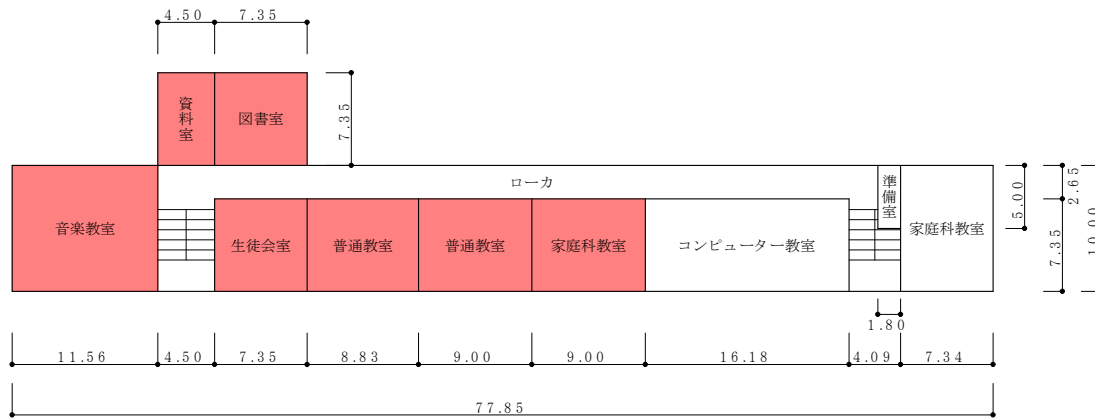 4.50
7.35
資料室
図書室
7.35
ローカ
準備室
音楽教室
生徒会室
普通教室
普通教室
家庭科教室
コンピューター教室
家庭科教室
5.00
2.65
7.35
10.00
1.80
11.56
4.50
7.35
8.83
9.00
9.00
16.18
4.09
7.34
77.85